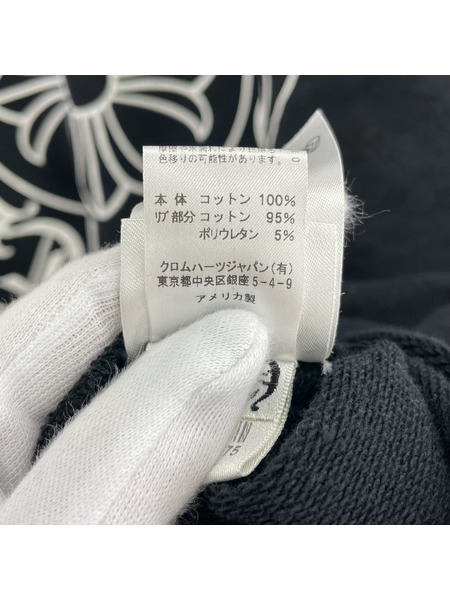 色移りの可能性があります。
本体 コットン 100%
リブ部分 コットン 95%
ポリウレタン 5%
クロムハーツジャパン(有)
東京都中央区銀座5-4-9
アメリカ製